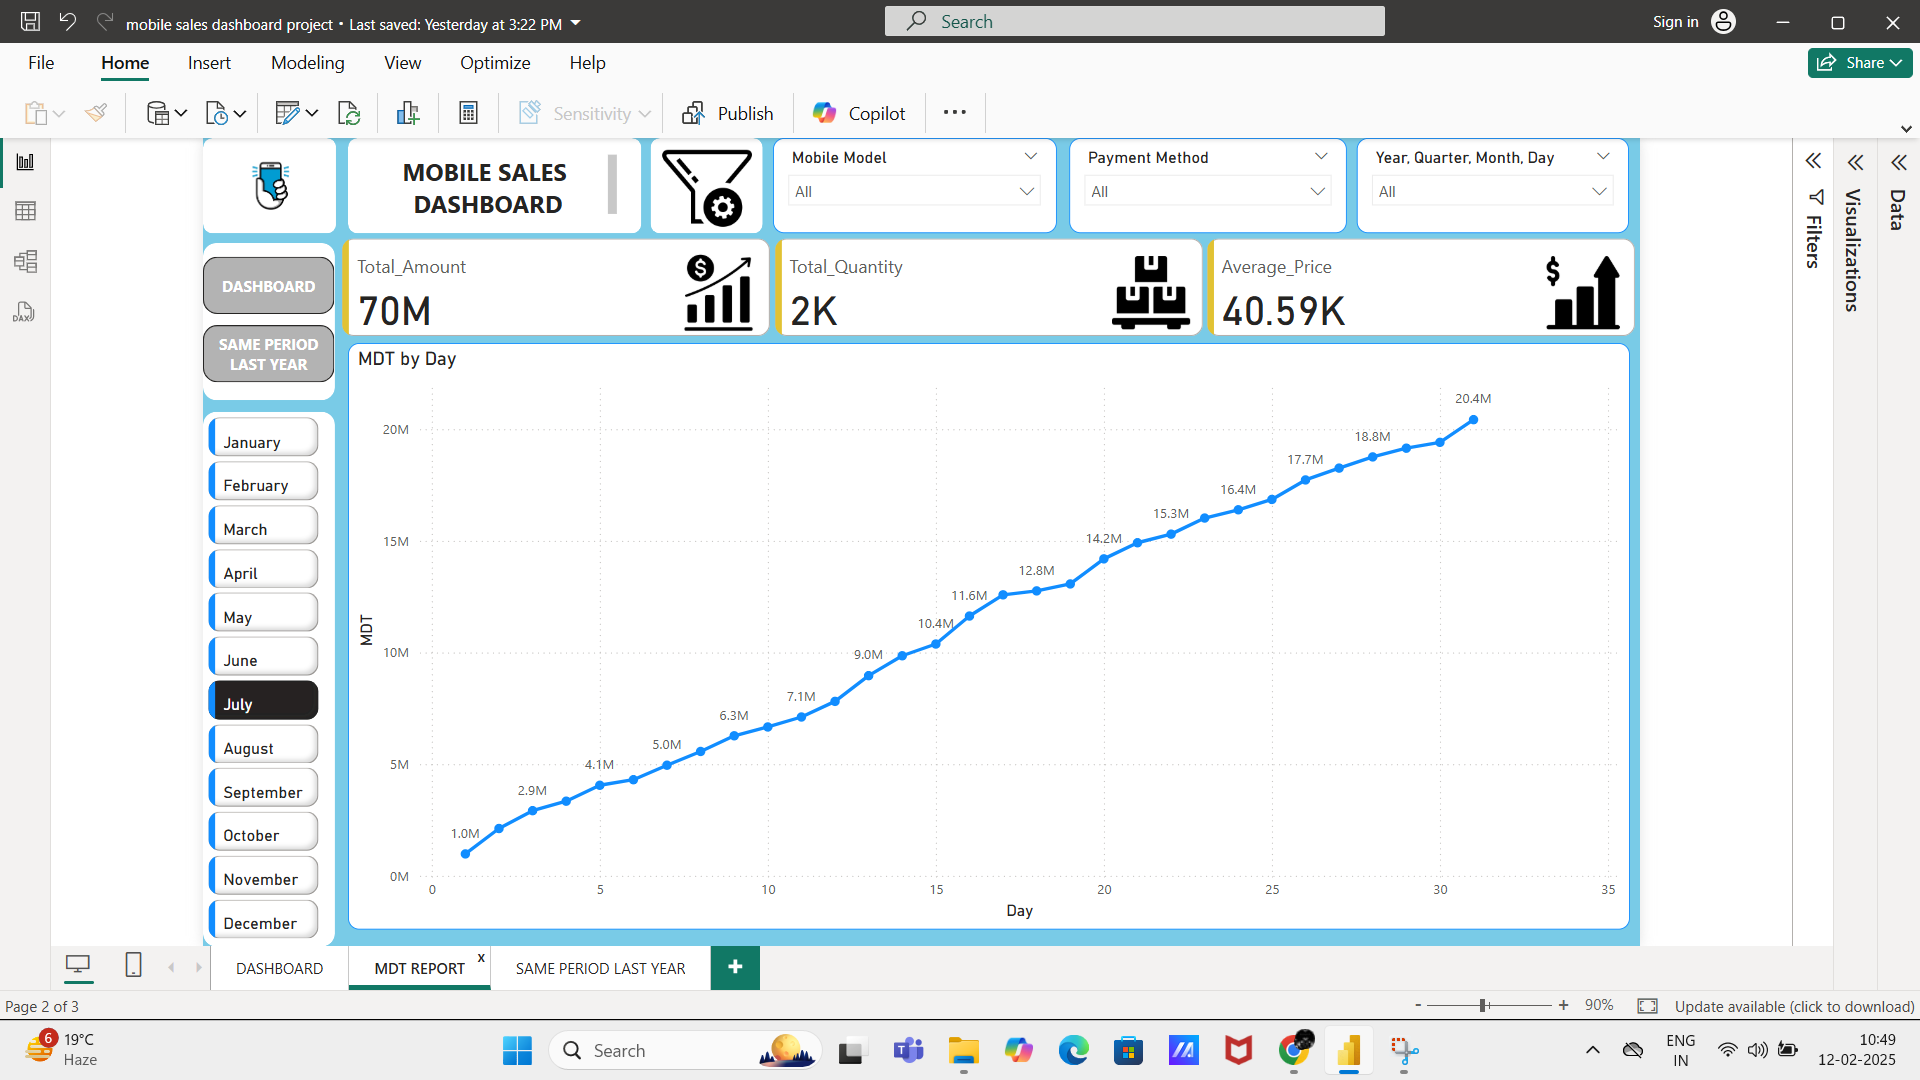 mobile sales dashboard project • Last saved: Yesterday at 3:22 PM
Search
Sign in
File
Home
Insert
Modeling
View
Optimize
Help
Share
Sensitivity
Publish
Copilot
DAX
MOBILE SALES
DASHBOARD
Mobile Model
All
Payment Method
All
Year, Quarter, Month, Day
All
Filters
Visualizations
Data
DASHBOARD
SAME PERIOD
LAST YEAR
Total_Amount
70M
Total_Quantity
2K
Average_Price
40.59K
January
February
March
April
May
June
July
August
September
October
November
December
MDT by Day
MDT
20M
15M
10M
5M
0M
1.0M
2.9M
4.1M
5.0M
6.3M
7.1M
9.0M
10.4M
11.6M
12.8M
14.2M
15.3M
16.4M
17.7M
18.8M
20.4M
0
5
10
15
20
25
30
35
Day
DASHBOARD
MDT REPORT
x
SAME PERIOD LAST YEAR
+
Page 2 of 3
- + 90%
Update available (click to download)
6
19°C
Haze
Search
ENG
IN
10:49
12-02-2025